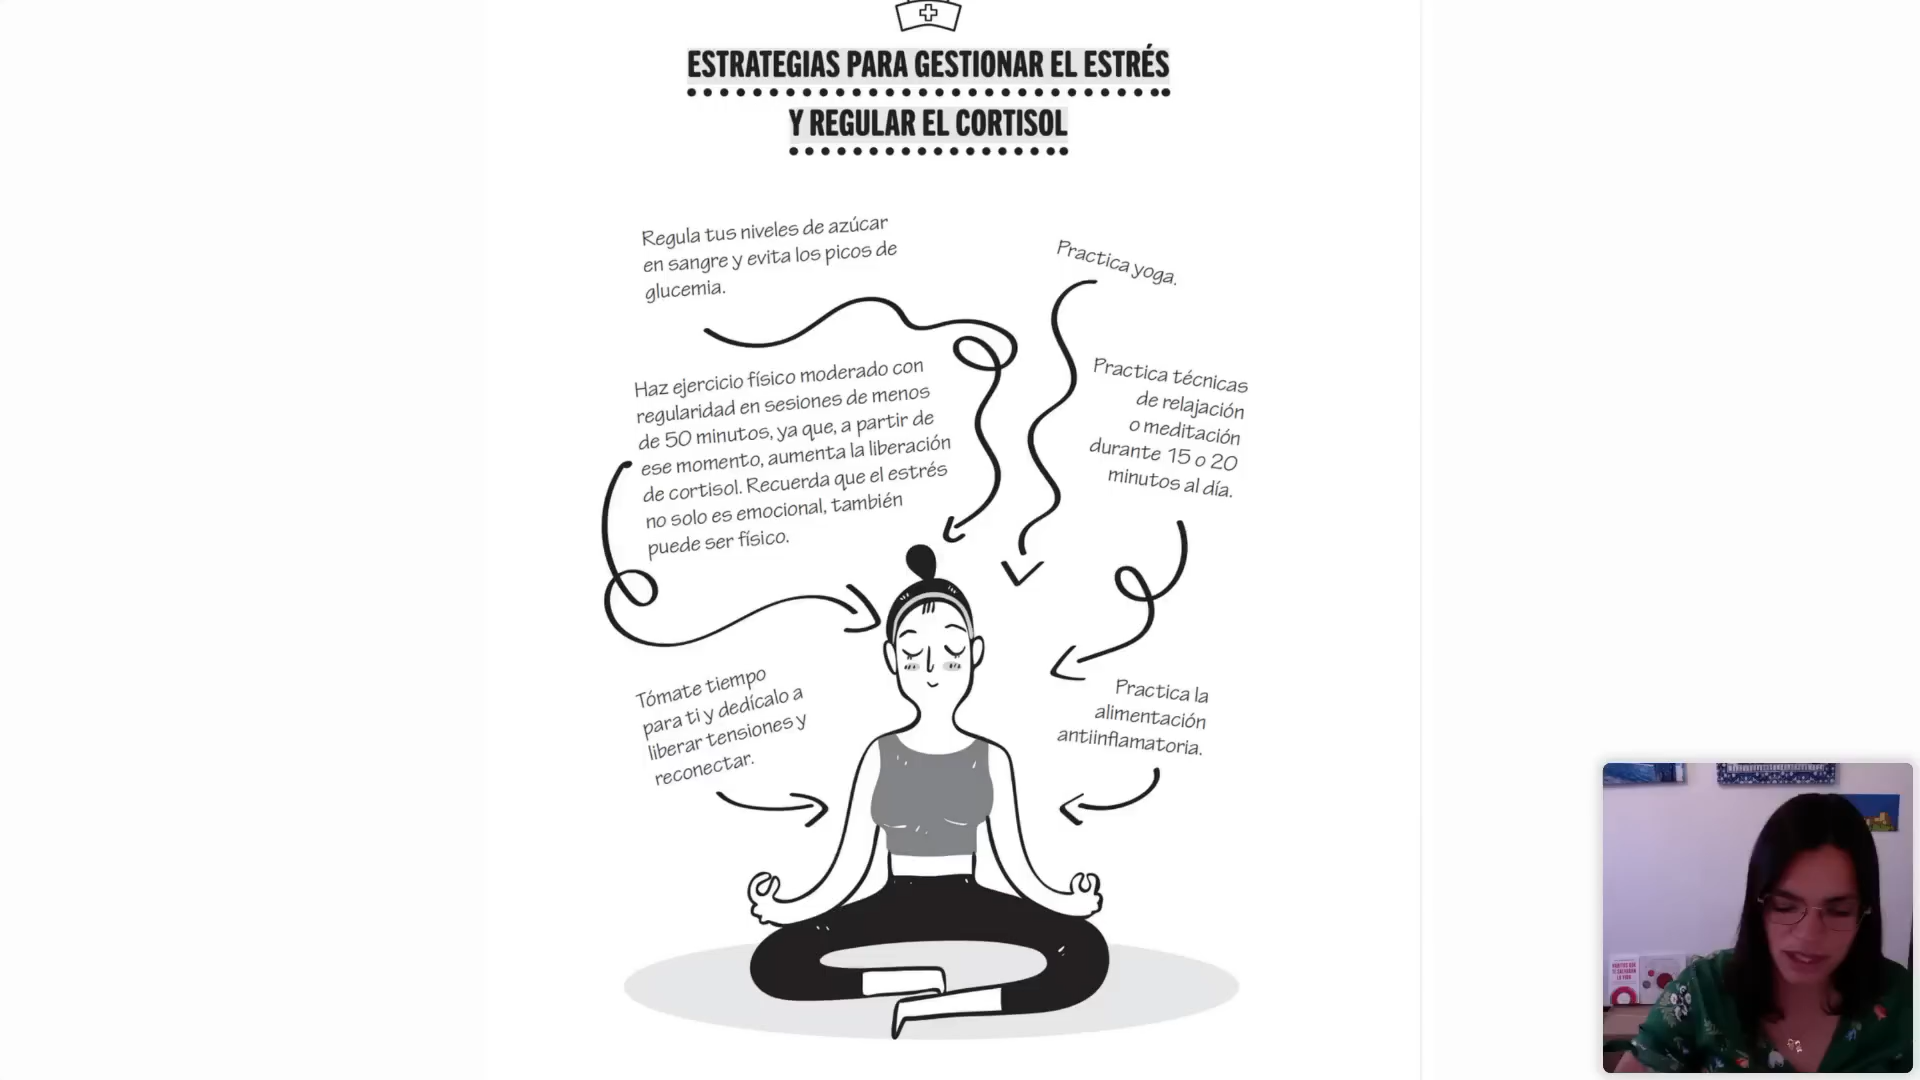 ESTRATEGIAS PARA GESTIONAR EL ESTRÉS
Y REGULAR EL CORTISOL
Regula tus niveles de azúcar
en sangre y evita los picos de
glucemia.
Practica yoga.
Haz ejercicio físico moderado con
regularidad en sesiones de menos
de 50 minutos, ya que, a partir de
ese momento, aumenta la liberación
de cortisol. Recuerda que el estrés
no solo es emocional, también
puede ser físico.
Practica técnicas
de relajación
o meditación
durante 15 o 20
minutos al día.
Tómate tiempo
para ti y dedícalo a
liberar tensiones y
reconectar.
Practica la
alimentación
antiinflamatoria.